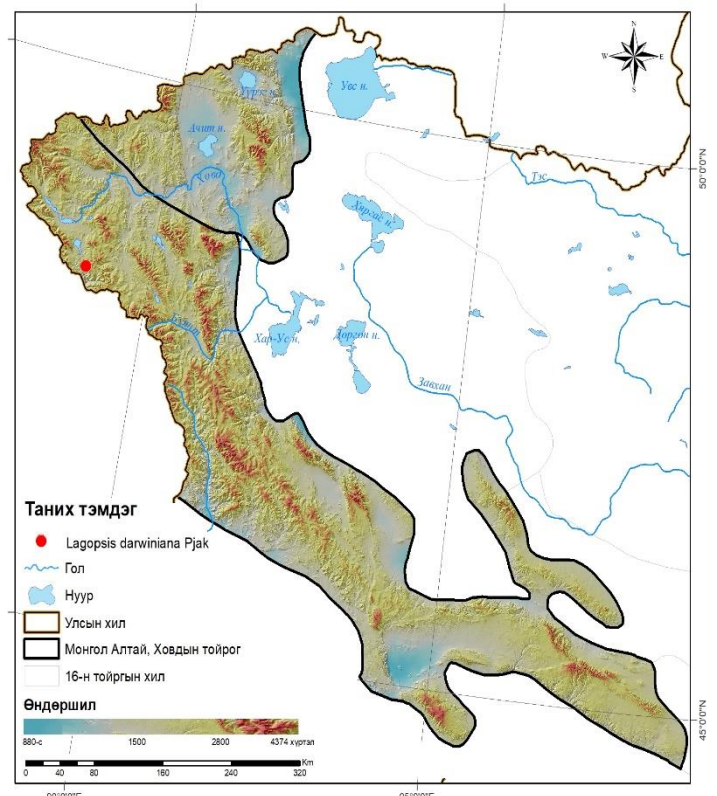 N
W E
S
Увс н.
Үүрэг н.
Ачит н.
Ховд
50°0'0"N
Тэс
Хяргас н.
Хар-Ус н.
Дөргөн н.
Завхан
Таних тэмдэг
Lagopsis darwiniana Pjak
Гол
Нуур
Улсын хил
Монгол Алтай, Ховдын тойрог
16-н тойргын хил
Өндөршил
880-с 1500 2800 4374 хүртэл
Km
0 40 80 160 240 320
45°0'0"N